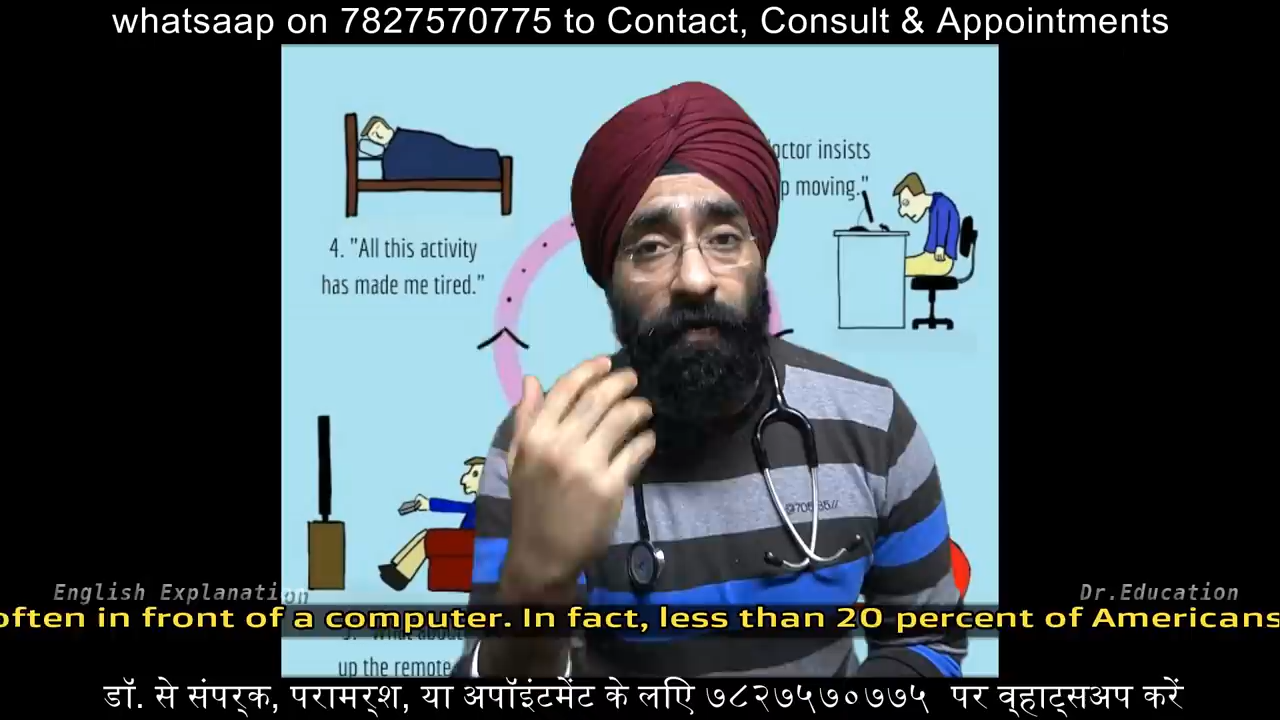 whatsaap on 7827570775 to Contact, Consult & Appointments
octor insists
p moving."
4. "All this activity
has made me tired."
English Explanation
Dr.Education
often in front of a computer. In fact, less than 20 percent of Americans
up the remote
डॉ. से संपर्क, परामर्श, या अपॉइंटमेंट के लिए ७८२७५७०७७५ पर व्हाट्सअप करें